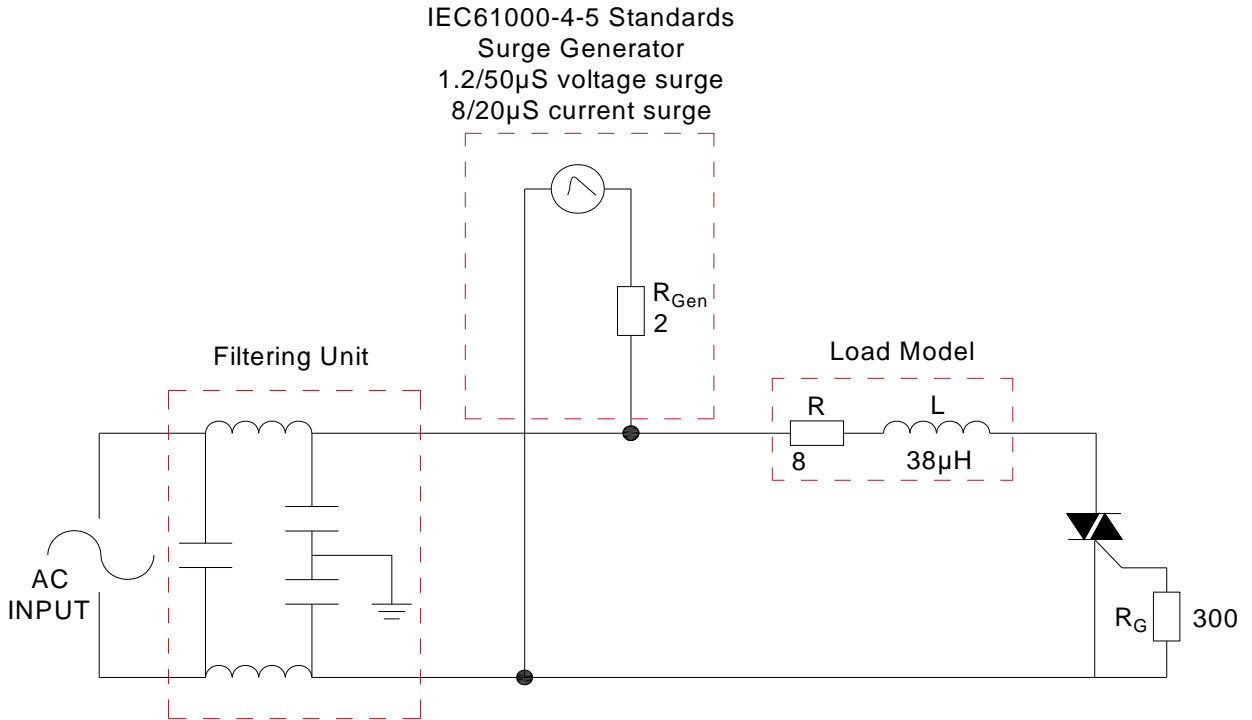 IEC61000-4-5 Standards
Surge Generator
1.2/50µS voltage surge
8/20µS current surge
RGen
2
Filtering Unit
Load Model
R
L
8
38µH
AC
INPUT
RG
300